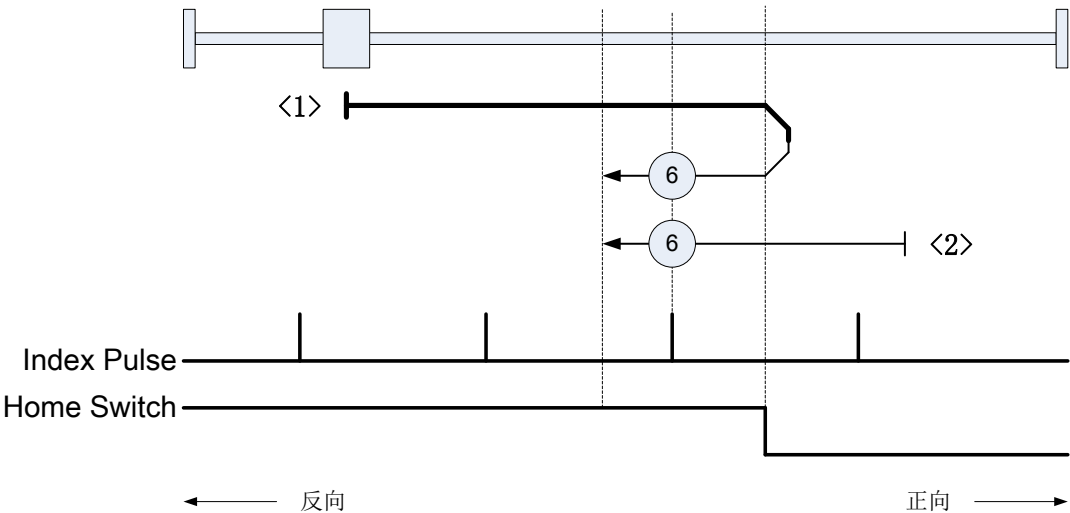 〈1〉
6
6
〈2〉
Index Pulse
Home Switch
反向
正向